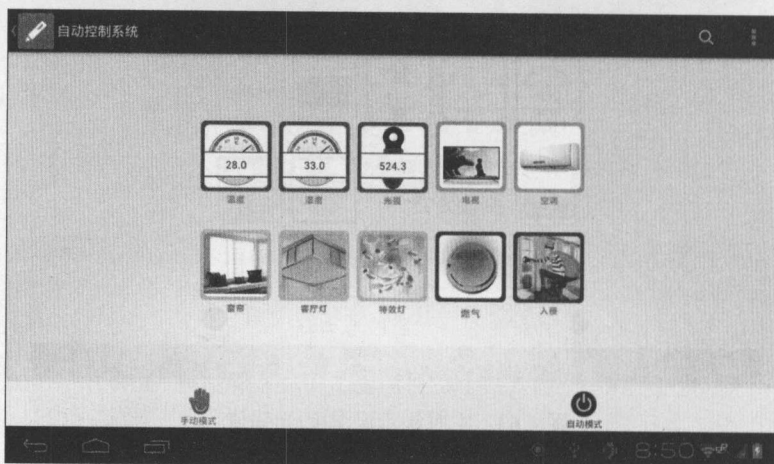 自动控制系统
28.0 33.0 524.3
温度 湿度 光强 电视 空调
窗帘 客厅灯 特效灯 燃气 人侵
手动模式 自动模式
8:50